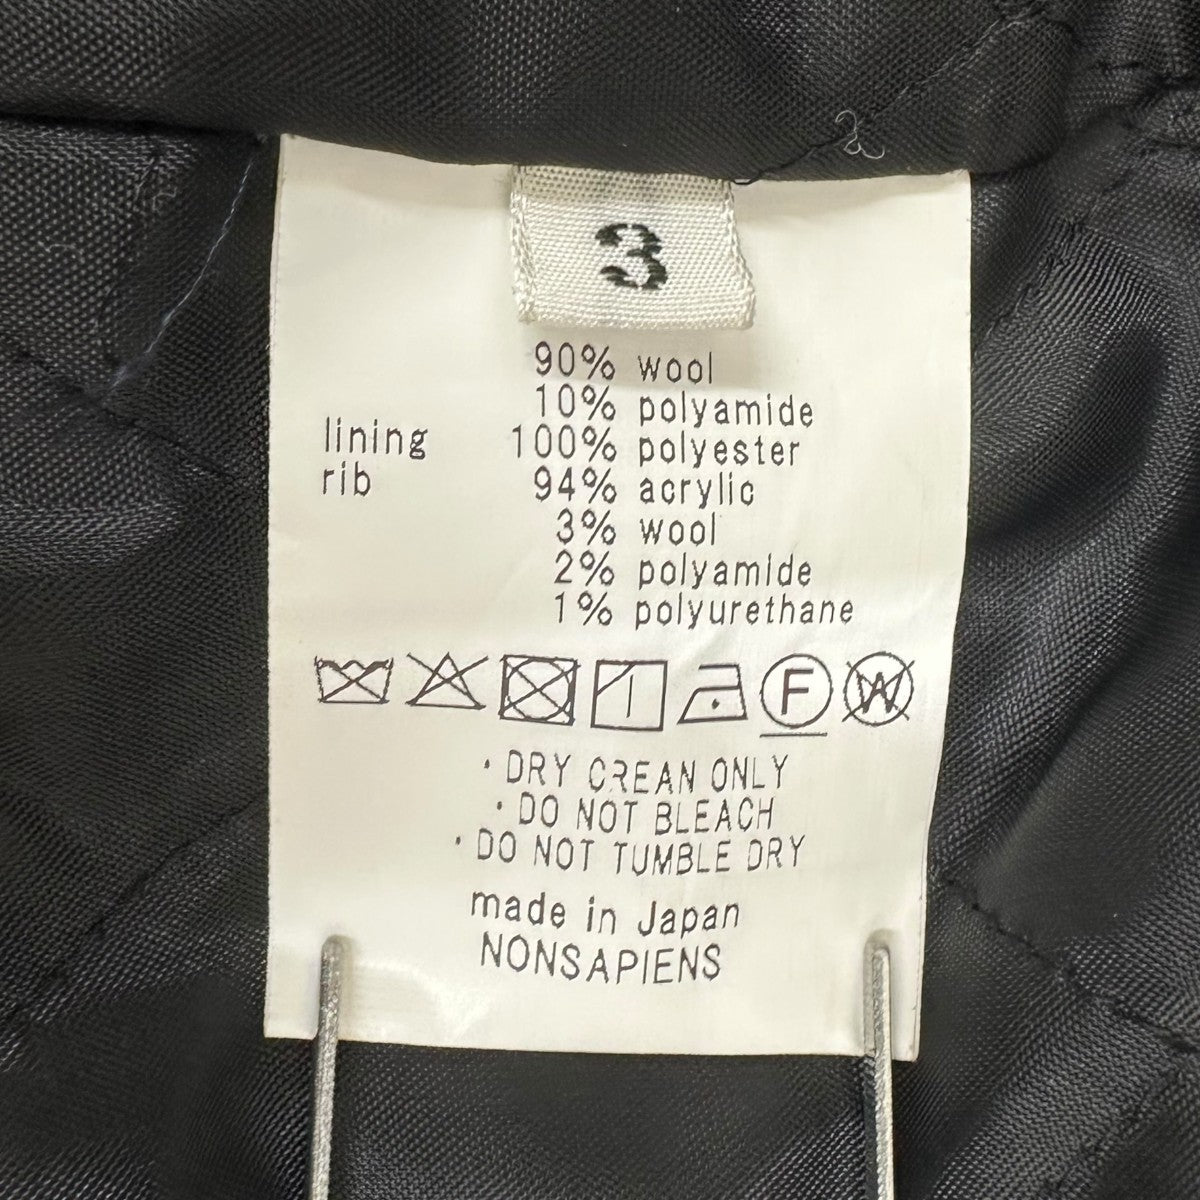 3
90% wool
10% polyamide
lining 100% polyester
rib 94% acrylic
3% wool
2% polyamide
1% polyurethane
F W
・DRY CREAN ONLY
・DO NOT BLEACH
・DO NOT TUMBLE DRY
made in Japan
NONSAPIENS